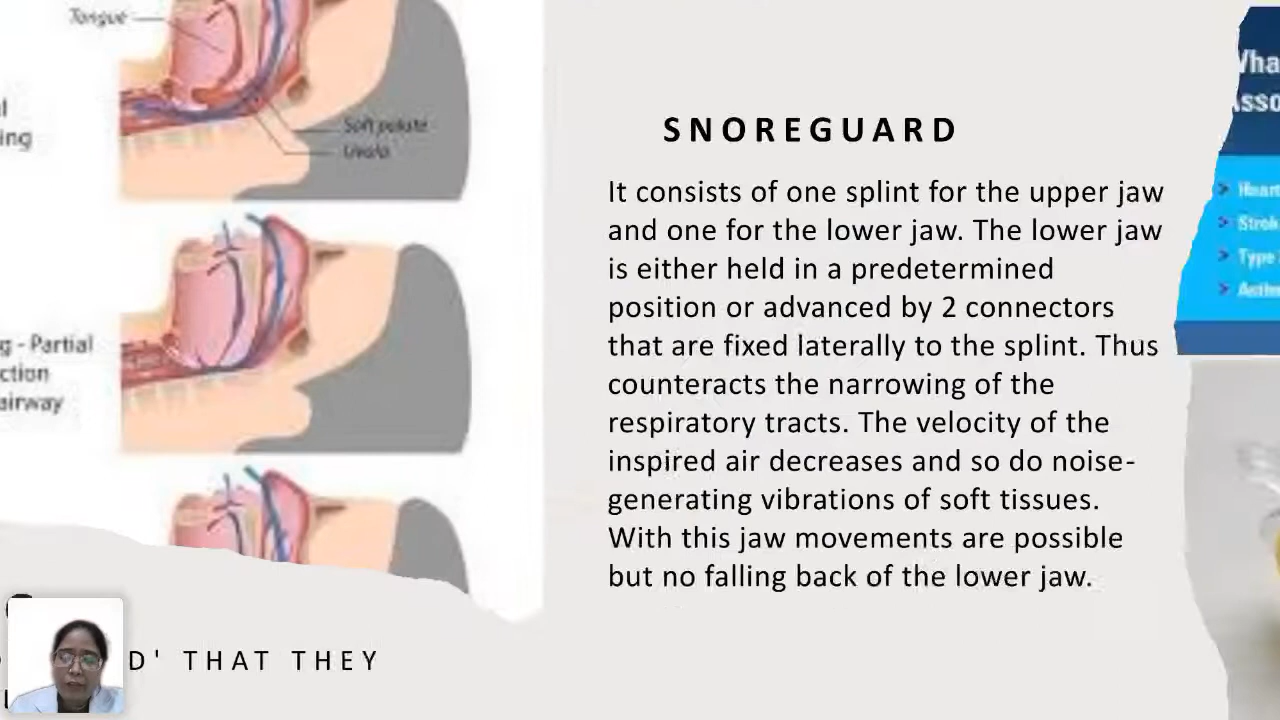 Tongue
Soft palate
Uvula
ing
g - Partial
ction
airway
SNOREGUARD
It consists of one splint for the upper jaw
and one for the lower jaw. The lower jaw
is either held in a predetermined
position or advanced by 2 connectors
that are fixed laterally to the splint. Thus
counteracts the narrowing of the
respiratory tracts. The velocity of the
inspired air decreases and so do noise-
generating vibrations of soft tissues.
With this jaw movements are possible
but no falling back of the lower jaw.
D' THAT THEY
Type